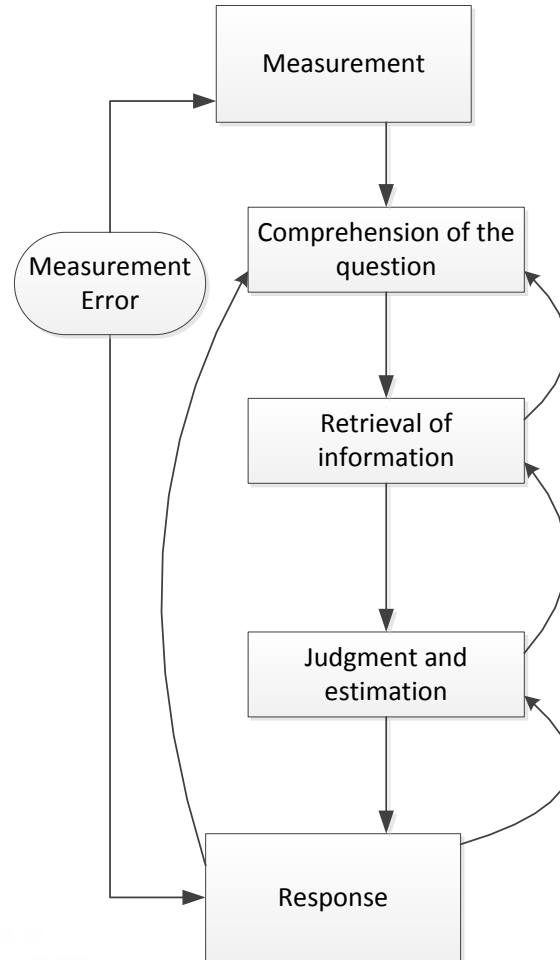 Measurement
Comprehension of the
question
Measurement
Error
Retrieval of
information
Judgment and
estimation
Response